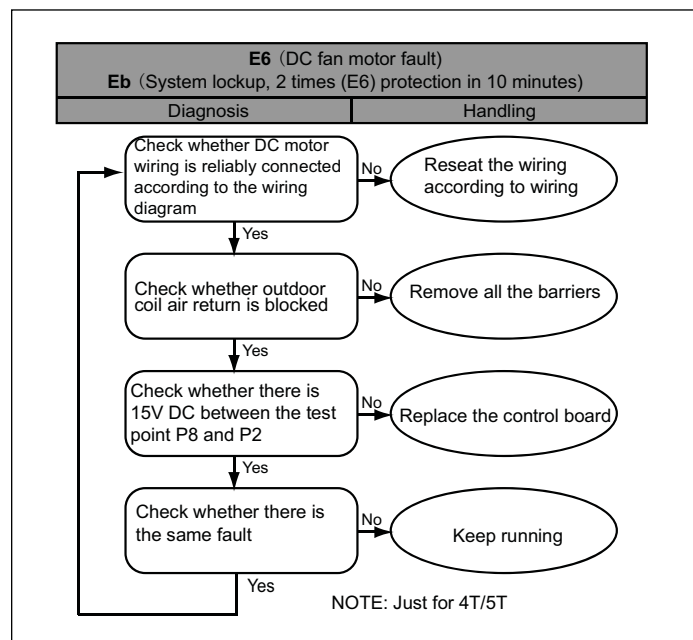 E6 (DC fan motor fault)
Eb (System lockup, 2 times (E6) protection in 10 minutes)
Diagnosis Handling
Check whether DC motor
wiring is reliably connected
according to the wiring
diagram
No
Reseat the wiring
according to wiring
Yes
Check whether outdoor
coil air return is blocked
No
Remove all the barriers
Yes
Check whether there is
15V DC between the test
point P8 and P2
No
Replace the control board
Yes
Check whether there is
the same fault
No
Keep running
Yes
NOTE: Just for 4T/5T